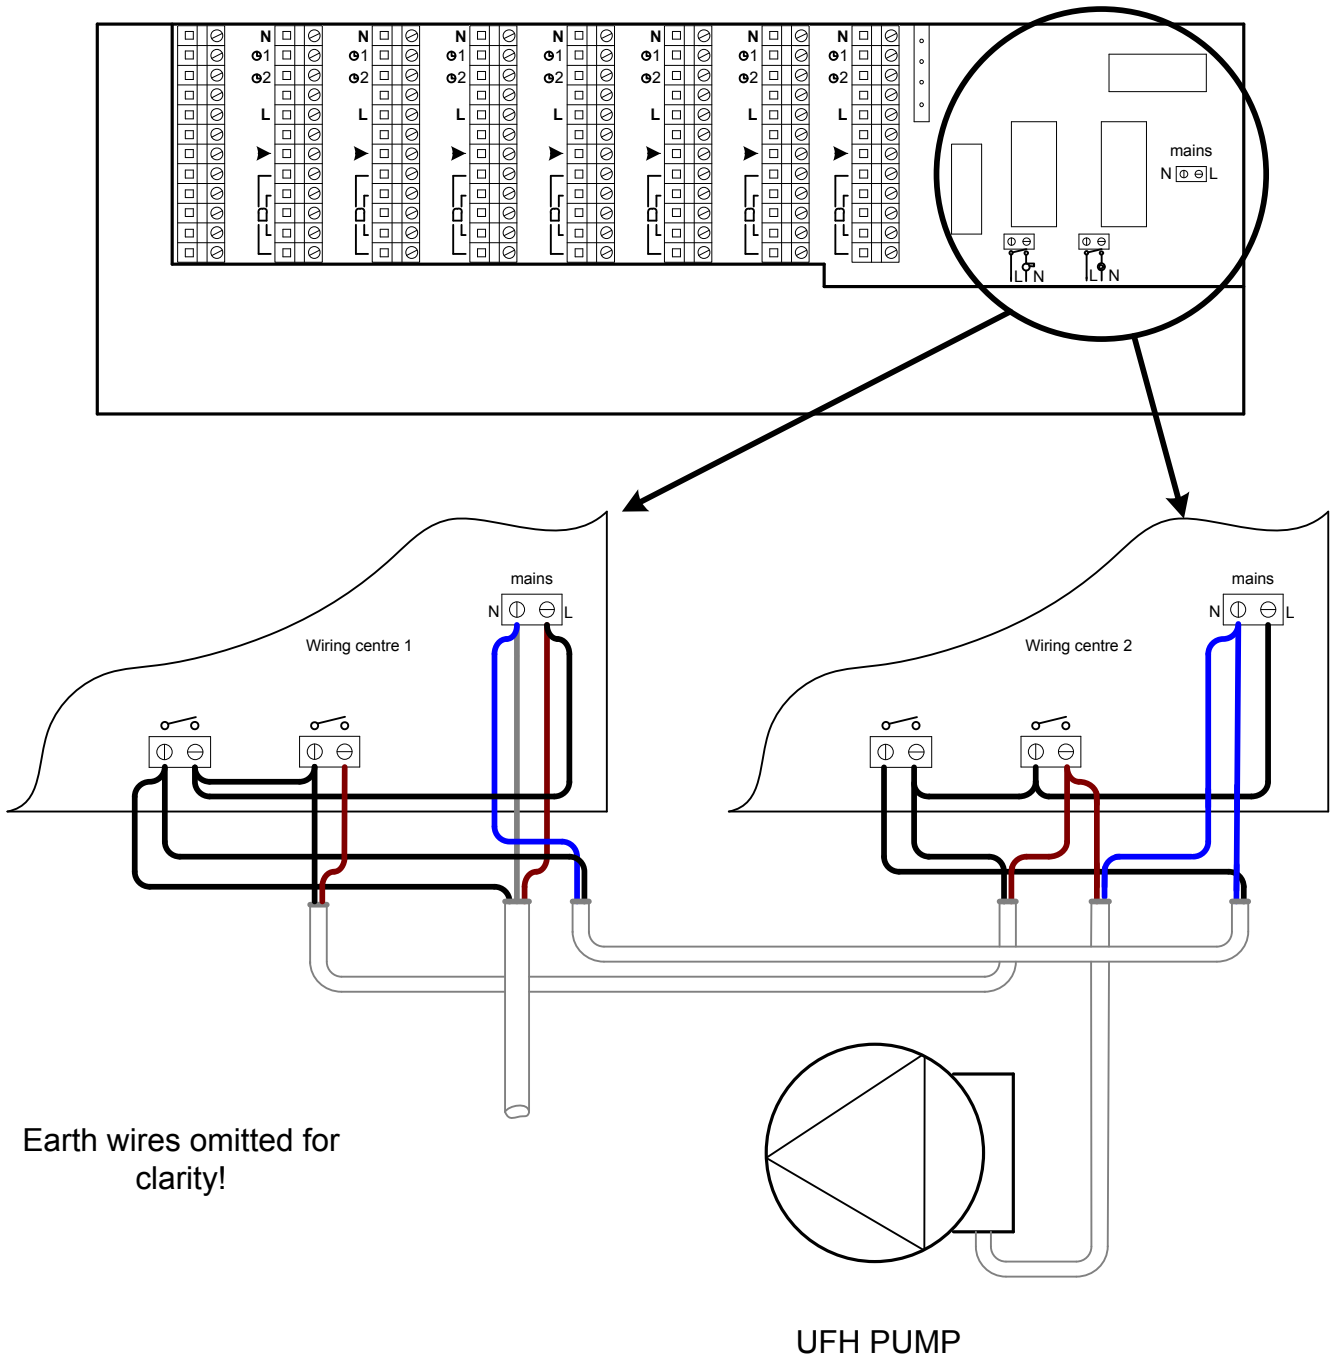 N N N N N N N
1 1 1 1 1 1 1
2 2 2 2 2 2 2
L L L L L L L
mains
N L
L N L N
mains
N L
Wiring centre 1
mains
N L
Wiring centre 2
Earth wires omitted for
clarity!
UFH PUMP